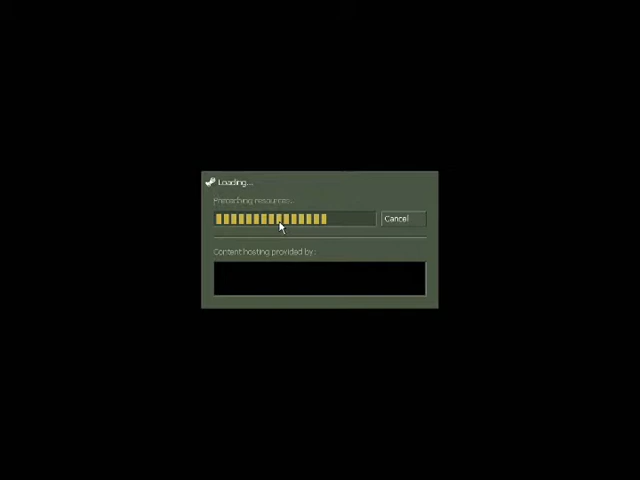 Loading...
Precaching resources...
Cancel
Content hosting provided by: